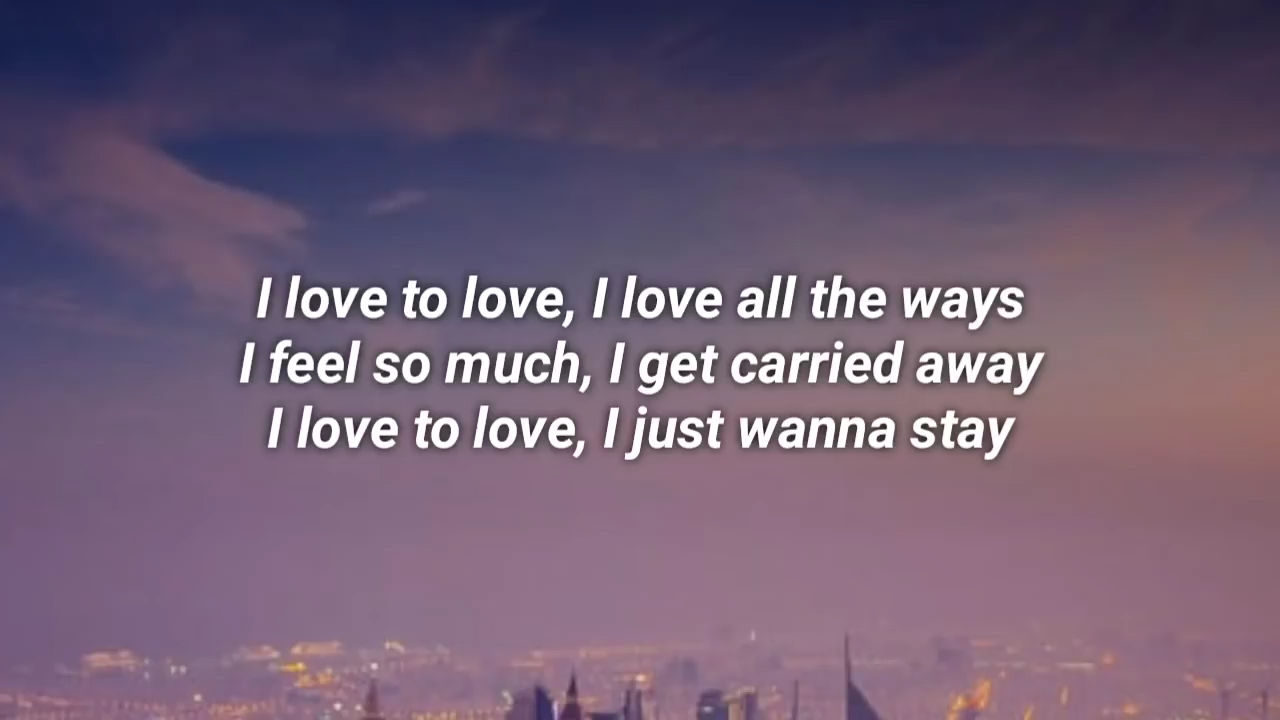 I love to love, I love all the ways
I feel so much, I get carried away
I love to love, I just wanna stay